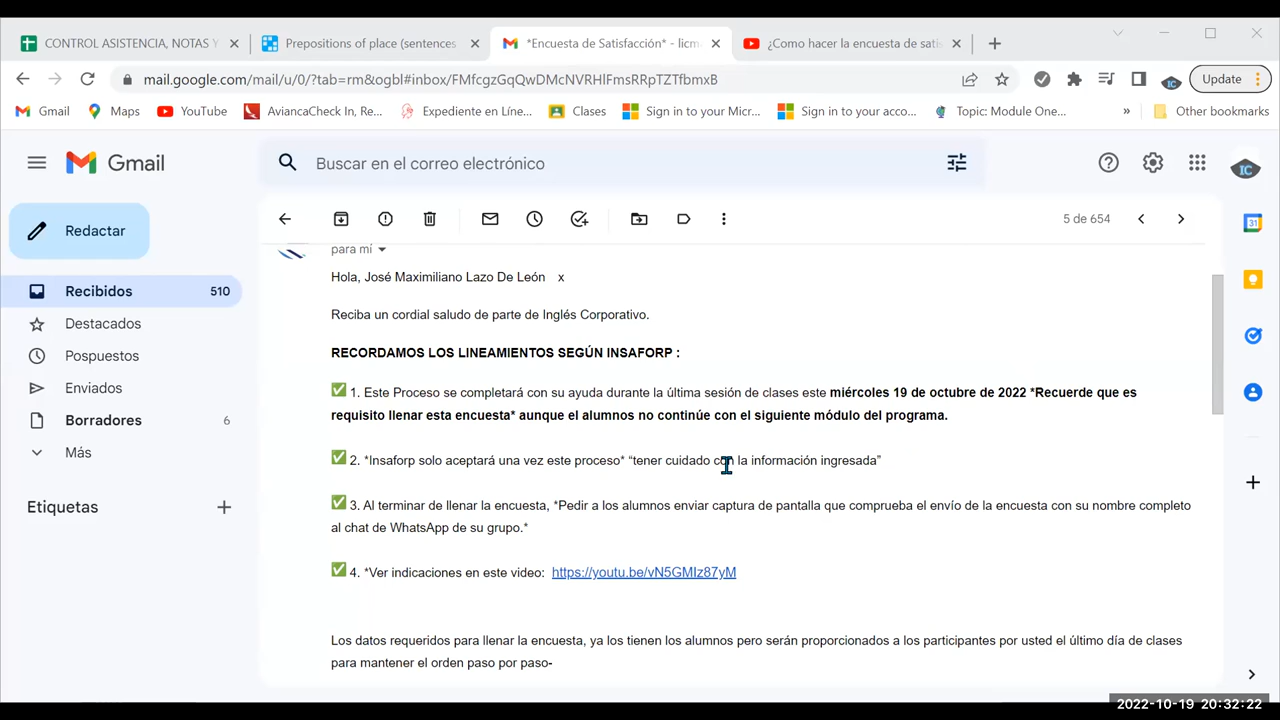 CONTROL ASISTENCIA, NOTAS Y
Prepositions of place (sentences
*Encuesta de Satisfacción* - licm
¿Como hacer la encuesta de sati
mail.google.com/mail/u/0/?tab=rm&ogbl#inbox/FMfcgzGqQwDMcNVRHlFmsRRpTZTfbmxB
Update
Gmail
Maps
YouTube
AviancaCheck In, Re...
Expediente en Líne...
Clases
Sign in to your Micr...
Sign in to your acco...
Topic: Module One...
»
Other bookmarks
Gmail
Buscar en el correo electrónico
IC
Redactar
5 de 654
Recibidos 510
Destacados
Pospuestos
Enviados
Borradores 6
Más
Etiquetas
para mí
Hola, José Maximiliano Lazo De León x
Reciba un cordial saludo de parte de Inglés Corporativo.
RECORDAMOS LOS LINEAMIENTOS SEGÚN INSAFORP :
✅ 1. Este Proceso se completará con su ayuda durante la última sesión de clases este miércoles 19 de octubre de 2022 *Recuerde que es
requisito llenar esta encuesta* aunque el alumnos no continúe con el siguiente módulo del programa.
✅ 2. *Insaforp solo aceptará una vez este proceso* “tener cuidado con la información ingresada”
✅ 3. Al terminar de llenar la encuesta, *Pedir a los alumnos enviar captura de pantalla que comprueba el envío de la encuesta con su nombre completo
al chat de WhatsApp de su grupo.*
✅ 4. *Ver indicaciones en este video: https://youtu.be/vN5GMIz87yM
Los datos requeridos para llenar la encuesta, ya los tienen los alumnos pero serán proporcionados a los participantes por usted el último día de clases
para mantener el orden paso por paso-
2022-10-19 20:32:22